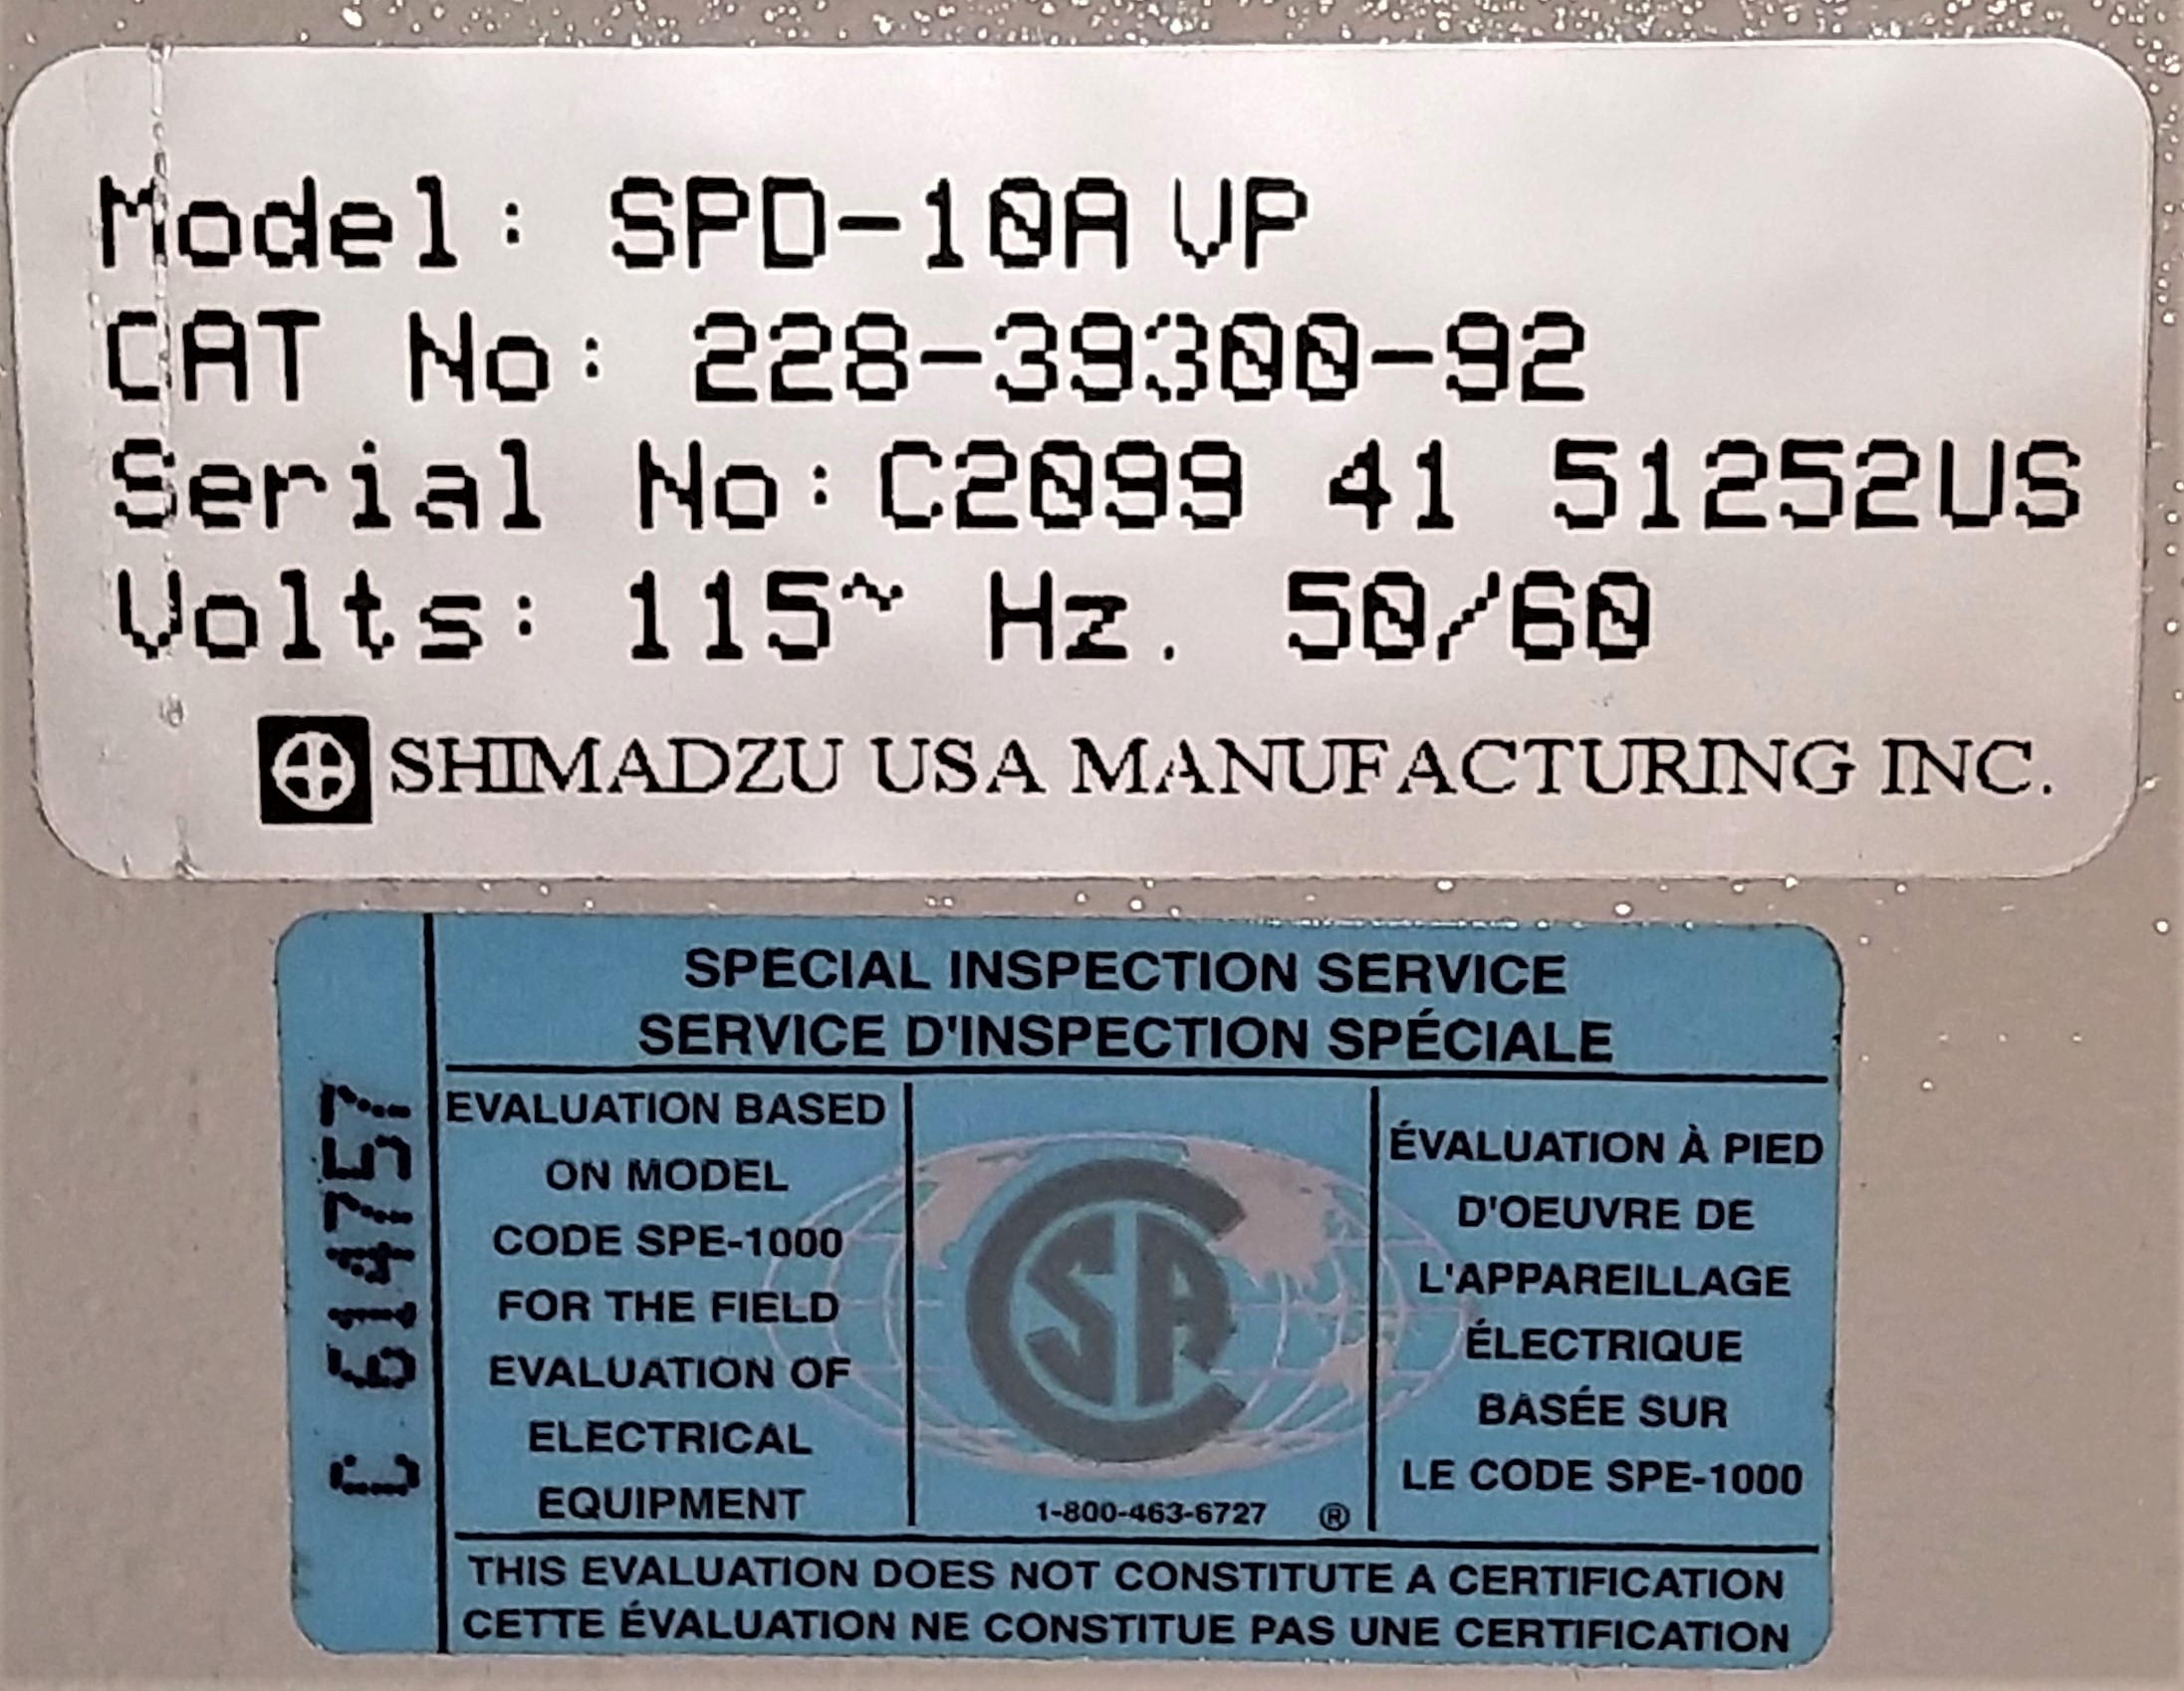 Model: SPD-10A VP
CAT No: 228-39300-92
Serial No:C2099 41 51252US
Volts: 115~ Hz. 50/60
SHIMADZU USA MANUFACTURING INC.
C 614757
SPECIAL INSPECTION SERVICE
SERVICE D'INSPECTION SPÉCIALE
EVALUATION BASED
ON MODEL
CODE SPE-1000
FOR THE FIELD
EVALUATION OF
ELECTRICAL
EQUIPMENT
CSA
1-800-463-6727 ®
ÉVALUATION À PIED
D'OEUVRE DE
L'APPAREILLAGE
ÉLECTRIQUE
BASÉE SUR
LE CODE SPE-1000
THIS EVALUATION DOES NOT CONSTITUTE A CERTIFICATION
CETTE ÉVALUATION NE CONSTITUE PAS UNE CERTIFICATION